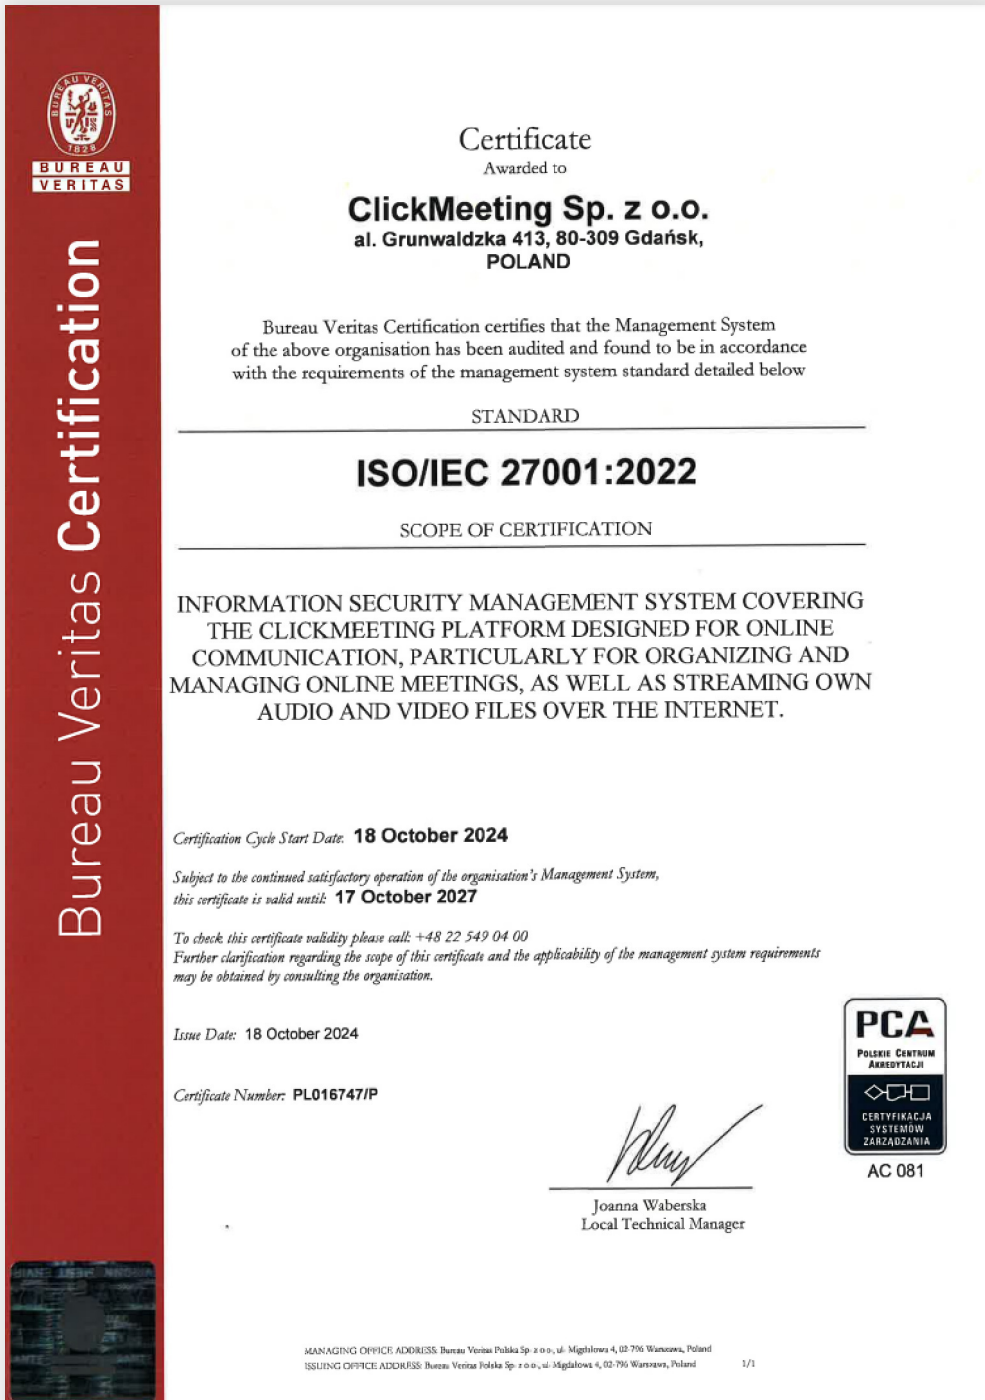 BUREAU VERITAS
1828
BUREAU
VERITAS
Bureau Veritas Certification
Certificate
Awarded to
ClickMeeting Sp. z o.o.
al. Grunwaldzka 413, 80-309 Gdańsk,
POLAND
Bureau Veritas Certification certifies that the Management System
of the above organisation has been audited and found to be in accordance
with the requirements of the management system standard detailed below
STANDARD
ISO/IEC 27001:2022
SCOPE OF CERTIFICATION
INFORMATION SECURITY MANAGEMENT SYSTEM COVERING
THE CLICKMEETING PLATFORM DESIGNED FOR ONLINE
COMMUNICATION, PARTICULARLY FOR ORGANIZING AND
MANAGING ONLINE MEETINGS, AS WELL AS STREAMING OWN
AUDIO AND VIDEO FILES OVER THE INTERNET.
Certification Cycle Start Date: 18 October 2024
Subject to the continued satisfactory operation of the organisation's Management System,
this certificate is valid until: 17 October 2027
To check this certificate validity please call: +48 22 549 04 00
Further clarification regarding the scope of this certificate and the applicability of the management system requirements
may be obtained by consulting the organisation.
Issue Date: 18 October 2024
Certificate Number: PL016747/P
PCA
POLSKIE CENTRUM
AKREDYTACJI
CERTYFIKACJA
SYSTEMÓW
ZARZĄDZANIA
AC 081
Joanna Waberska
Local Technical Manager
MANAGING OFFICE ADDRESS: Bureau Veritas Polska Sp. z o.o., ul. Migdałowa 4, 02-796 Warszawa, Poland
ISSUING OFFICE ADDRESS: Bureau Veritas Polska Sp. z o.o., ul. Migdałowa 4, 02-796 Warszawa, Poland
1/1